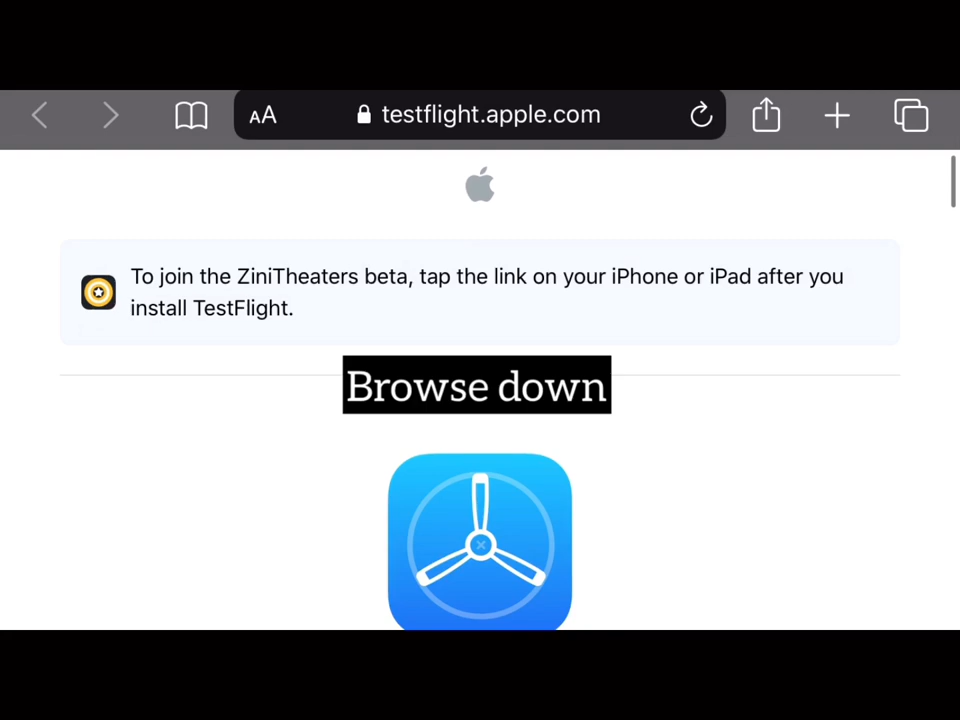 AA testflight.apple.com
To join the ZiniTheaters beta, tap the link on your iPhone or iPad after you
install TestFlight.
Browse down